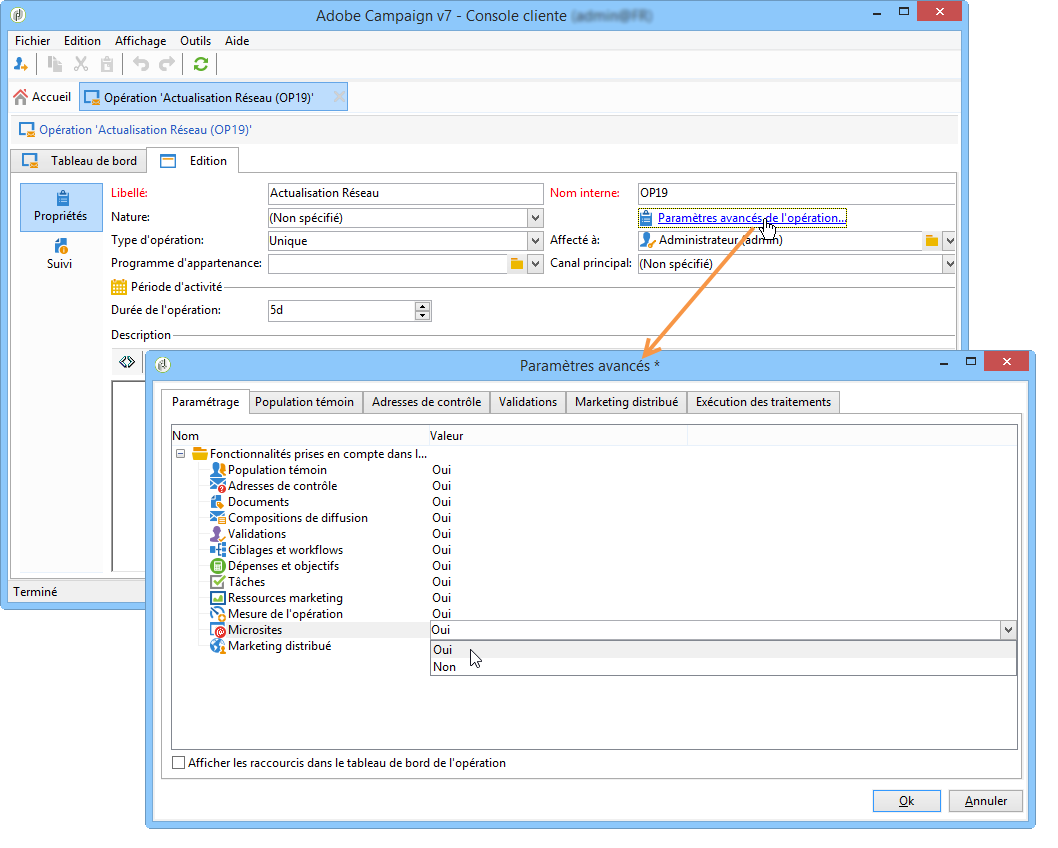 Adobe Campaign v7 - Console cliente
Fichier Edition Affichage Outils Aide
Accueil Opération 'Actualisation Réseau (OP19)'
Opération 'Actualisation Réseau (OP19)'
Tableau de bord Edition
Propriétés
Suivi
Libellé: Actualisation Réseau Nom interne: OP19
Nature: (Non spécifié) Paramètres avancés de l'opération...
Type d'opération: Unique Affecté à: Administrateur (admin)
Programme d'appartenance: Canal principal: (Non spécifié)
Période d'activité
Durée de l'opération: 5d
Description
Terminé
Paramètres avancés *
Paramétrage Population témoin Adresses de contrôle Validations Marketing distribué Exécution des traitements
Nom Valeur
Fonctionnalités prises en compte dans l...
Population témoin Oui
Adresses de contrôle Oui
Documents Oui
Compositions de diffusion Oui
Validations Oui
Ciblages et workflows Oui
Dépenses et objectifs Oui
Tâches Oui
Ressources marketing Oui
Mesure de l'opération Oui
Microsites Oui
Marketing distribué
Oui
Non
Afficher les raccourcis dans le tableau de bord de l'opération
Ok Annuler